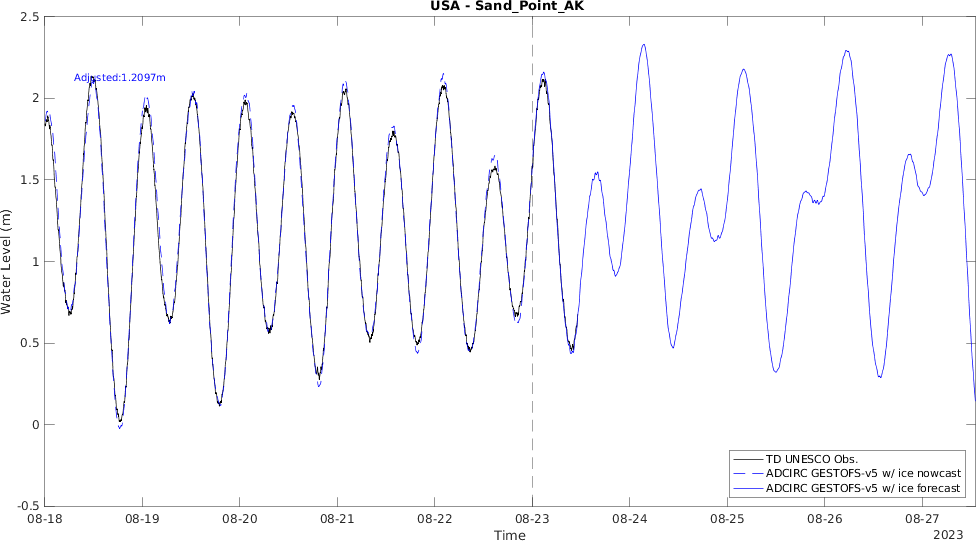 USA - Sand_Point_AK
2.5
2
1.5
1
0.5
0
-0.5
Water Level (m)
Adjusted:1.2097m
TD UNESCO Obs.
ADCIRC GESTOFS-v5 w/ ice nowcast
ADCIRC GESTOFS-v5 w/ ice forecast
08-18 08-19 08-20 08-21 08-22 08-23 08-24 08-25 08-26 08-27
Time
2023